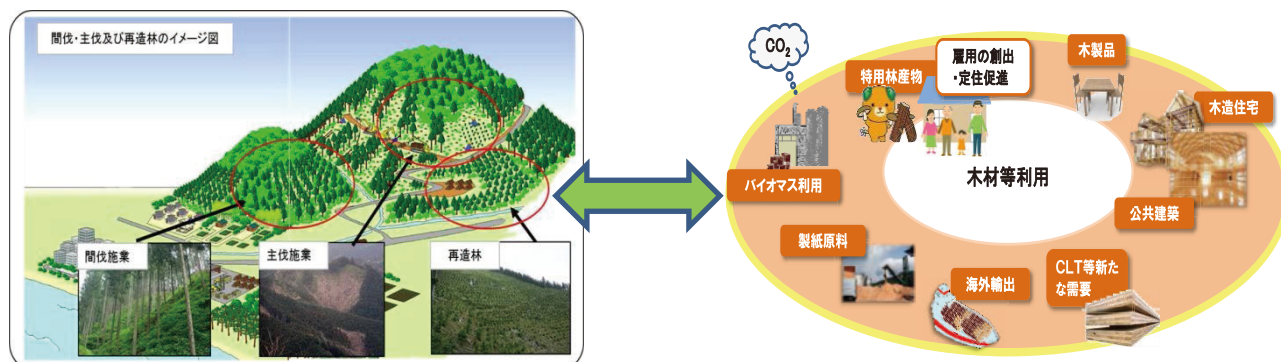 間伐・主伐及び再造林のイメージ図
間伐施業
主伐施業
再造林
CO₂
特用林産物
雇用の創出
・定住促進
木製品
木造住宅
バイオマス利用
木材等利用
公共建築
製紙原料
海外輸出
CLT等新た
な需要